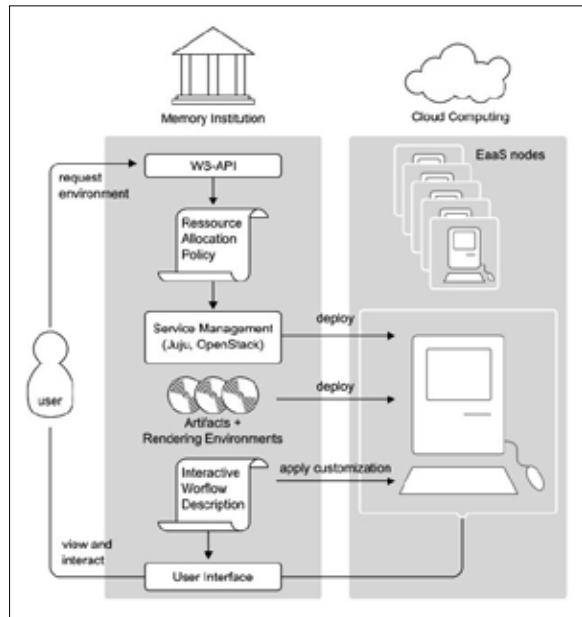 Memory Institution
Cloud Computing
WS-API
EaaS nodes
request
environment
Ressource
Allocation
Policy
Service Management
(Juju, OpenStack)
deploy
deploy
user
Artifacts +
Rendering Environments
Interactive
Worflow
Description
apply customization
view and
interact
User Interface